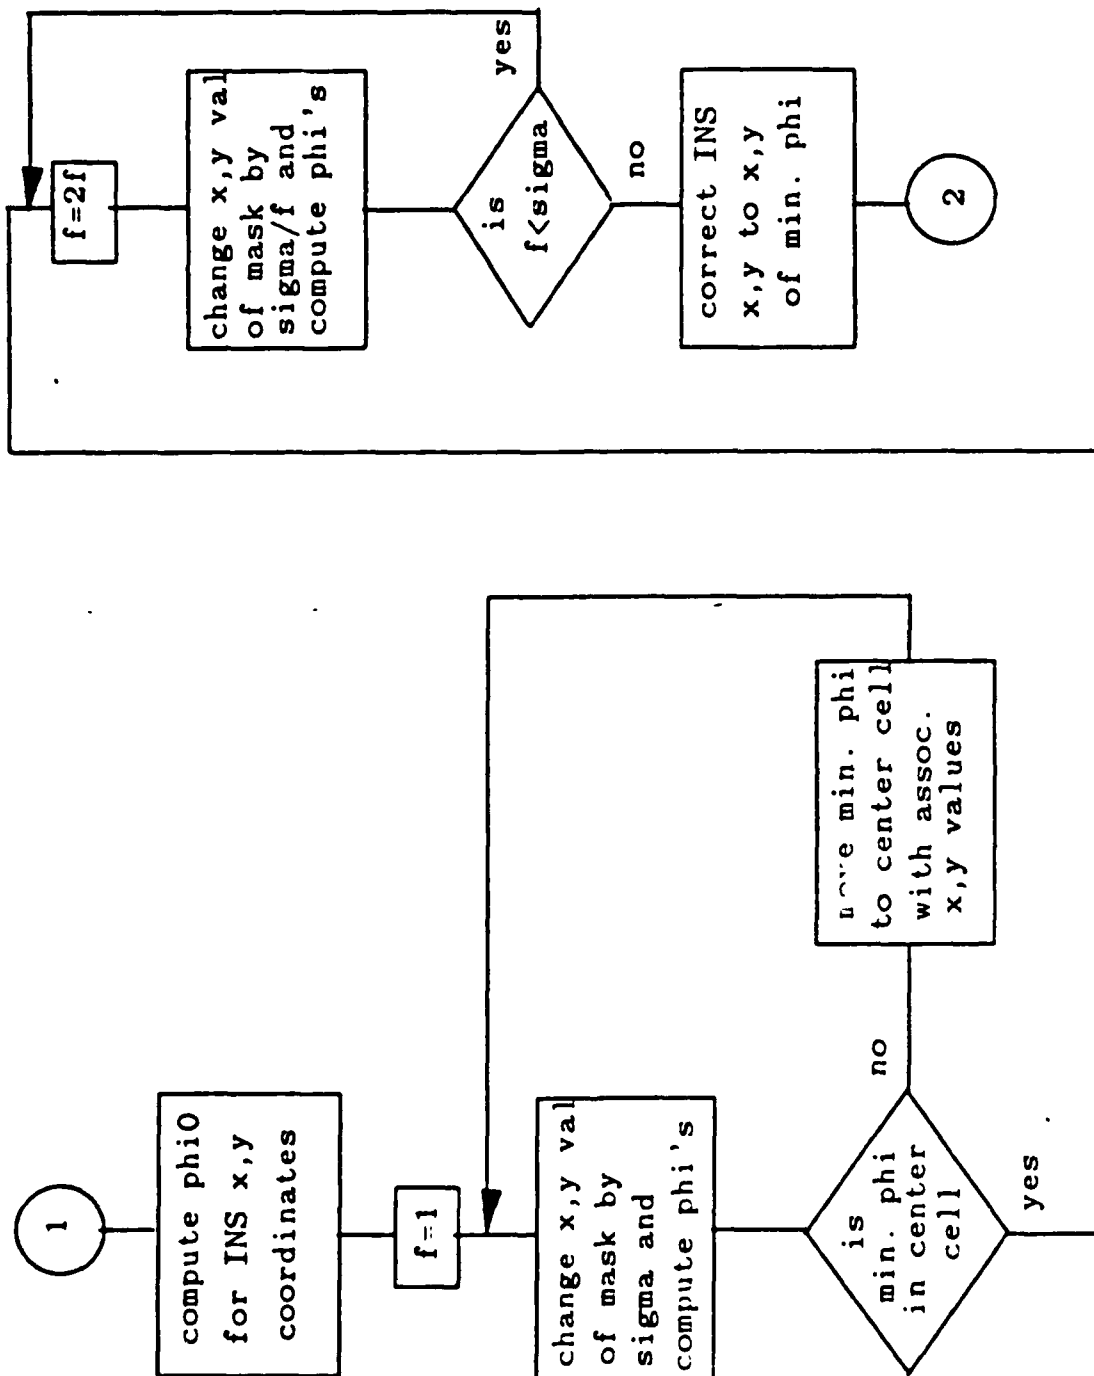 1
compute phi0
for INS x,y
coordinates
f=1
change x,y val
of mask by
sigma and
compute phi's
is
min. phi
in center
cell
no
yes
min. phi
to center cell
with assoc.
x,y values
f=2f
change x,y val
of mask by
sigma/f and
compute phi's
is
f<sigma
yes
no
correct INS
x,y to x,y
of min. phi
2